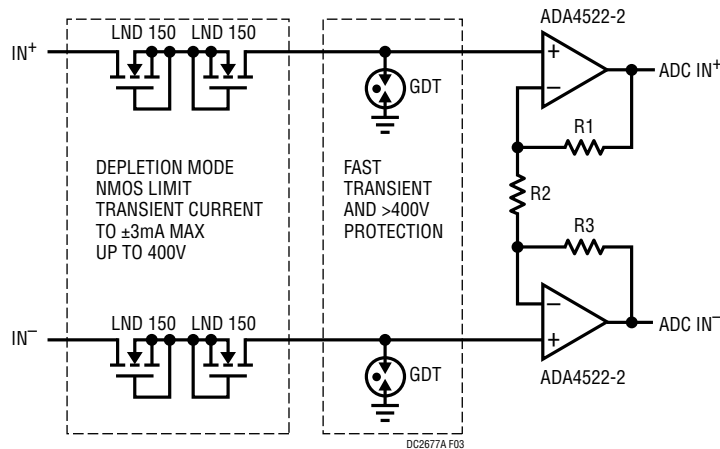 LND 150 LND 150
IN+
GDT
ADA4522-2
+
−
ADC IN+
R1
R2
R3
DEPLETION MODE
NMOS LIMIT
TRANSIENT CURRENT
TO ±3mA MAX
UP TO 400V
FAST
TRANSIENT
AND >400V
PROTECTION
LND 150 LND 150
IN−
GDT
−
+
ADC IN−
ADA4522-2
DC2677A F03